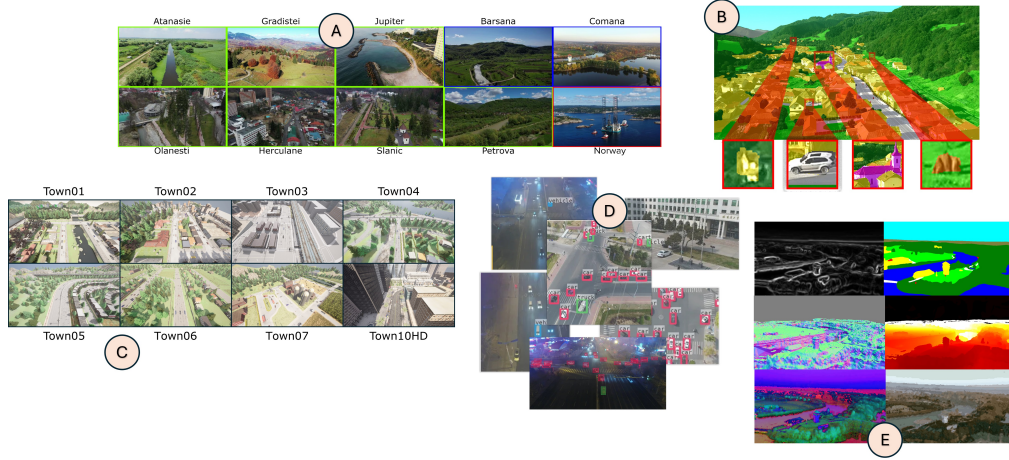 Atanasie Gradistei Jupiter Barsana Comana
A
Olanesti Herculane Slanic Petrova Norway
B
Town01 Town02 Town03 Town04
Town05 Town06 Town07 Town10HD
C
D
E